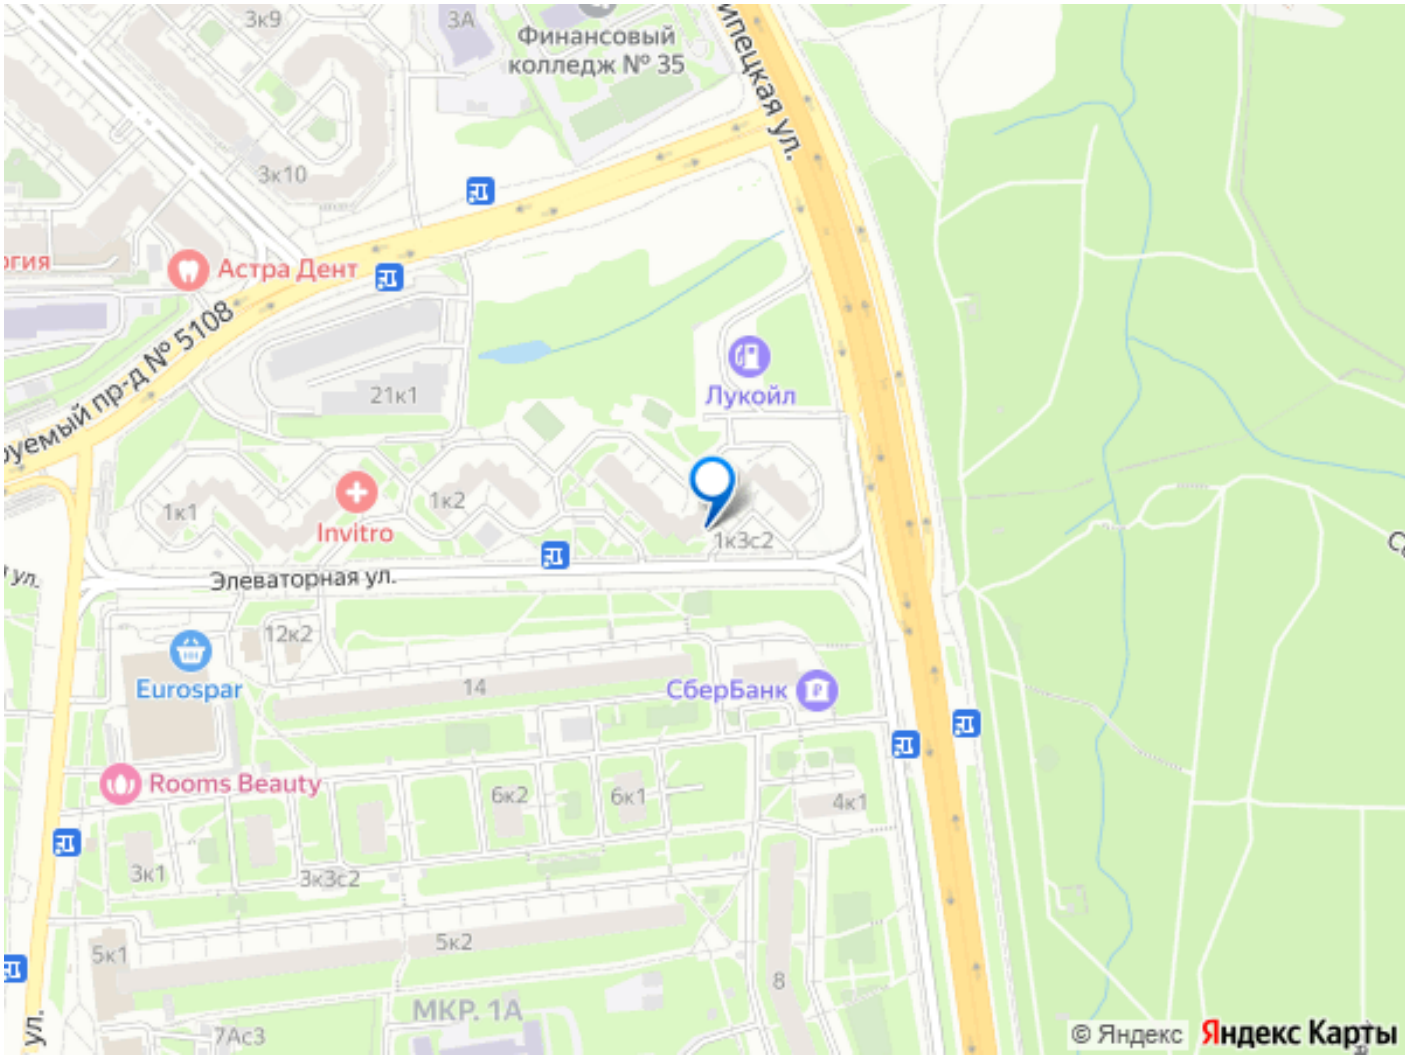 3к9
3А
Финансовый
колледж № 35
ипецкая ул.
3к10
огия
Астра Дент
руемый пр-д № 5108
21к1
Лукойл
1к1
1к2
Invitro
1к3с2
Элеваторная ул.
ул.
12к2
Eurospar
14
СберБанк
Rooms Beauty
6к2
6к1
4к1
3к1
3к3с2
5к1
5к2
8
МКР. 1А
7Ас3
ул.
© Яндекс
Яндекс Карты